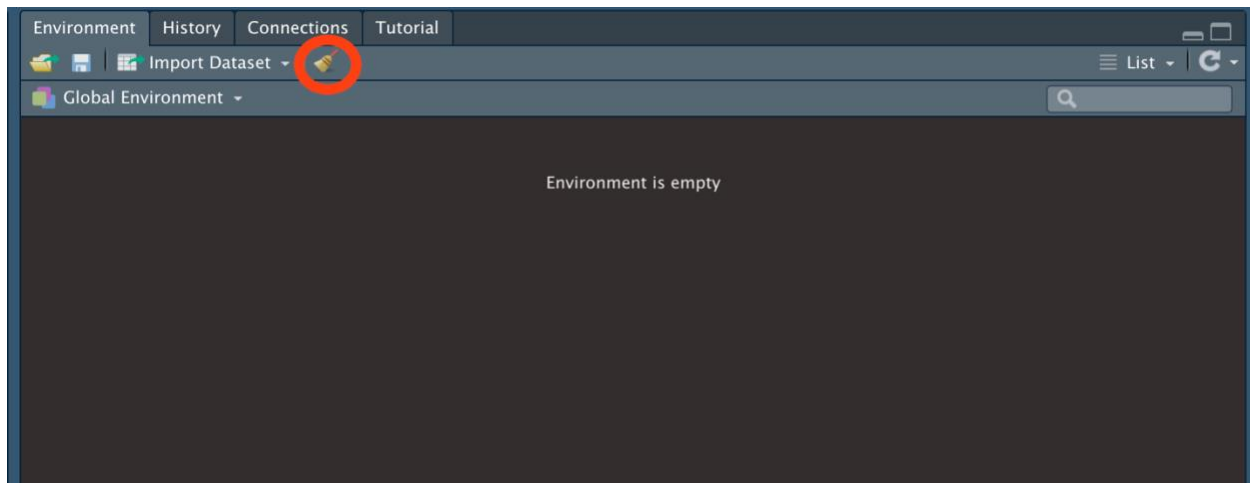 Environment History Connections Tutorial
Import Dataset List
Global Environment
Environment is empty